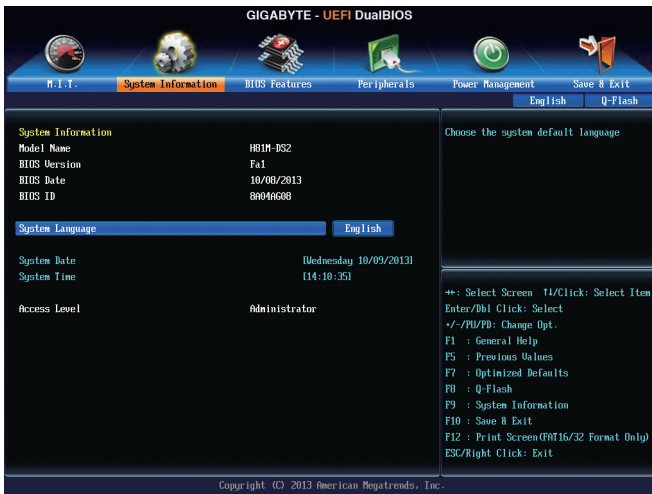 GIGABYTE - UEFI DualBIOS
M.I.T. System Information BIOS Features Peripherals Power Management Save & Exit
English Q-Flash
System Information
Model Name H81M-DS2
BIOS Version Fa1
BIOS Date 10/08/2013
BIOS ID 8A04AG08
System Language English
System Date [Wednesday 10/09/2013]
System Time [14:10:35]
Access Level Administrator
Choose the system default language
↔: Select Screen ↑↓/Click: Select Item
Enter/Dbl Click: Select
+/-/PU/PD: Change Opt.
F1 : General Help
F5 : Previous Values
F7 : Optimized Defaults
F8 : Q-Flash
F9 : System Information
F10 : Save & Exit
F12 : Print Screen(FAT16/32 Format Only)
ESC/Right Click: Exit
Copyright (C) 2013 American Megatrends, Inc.